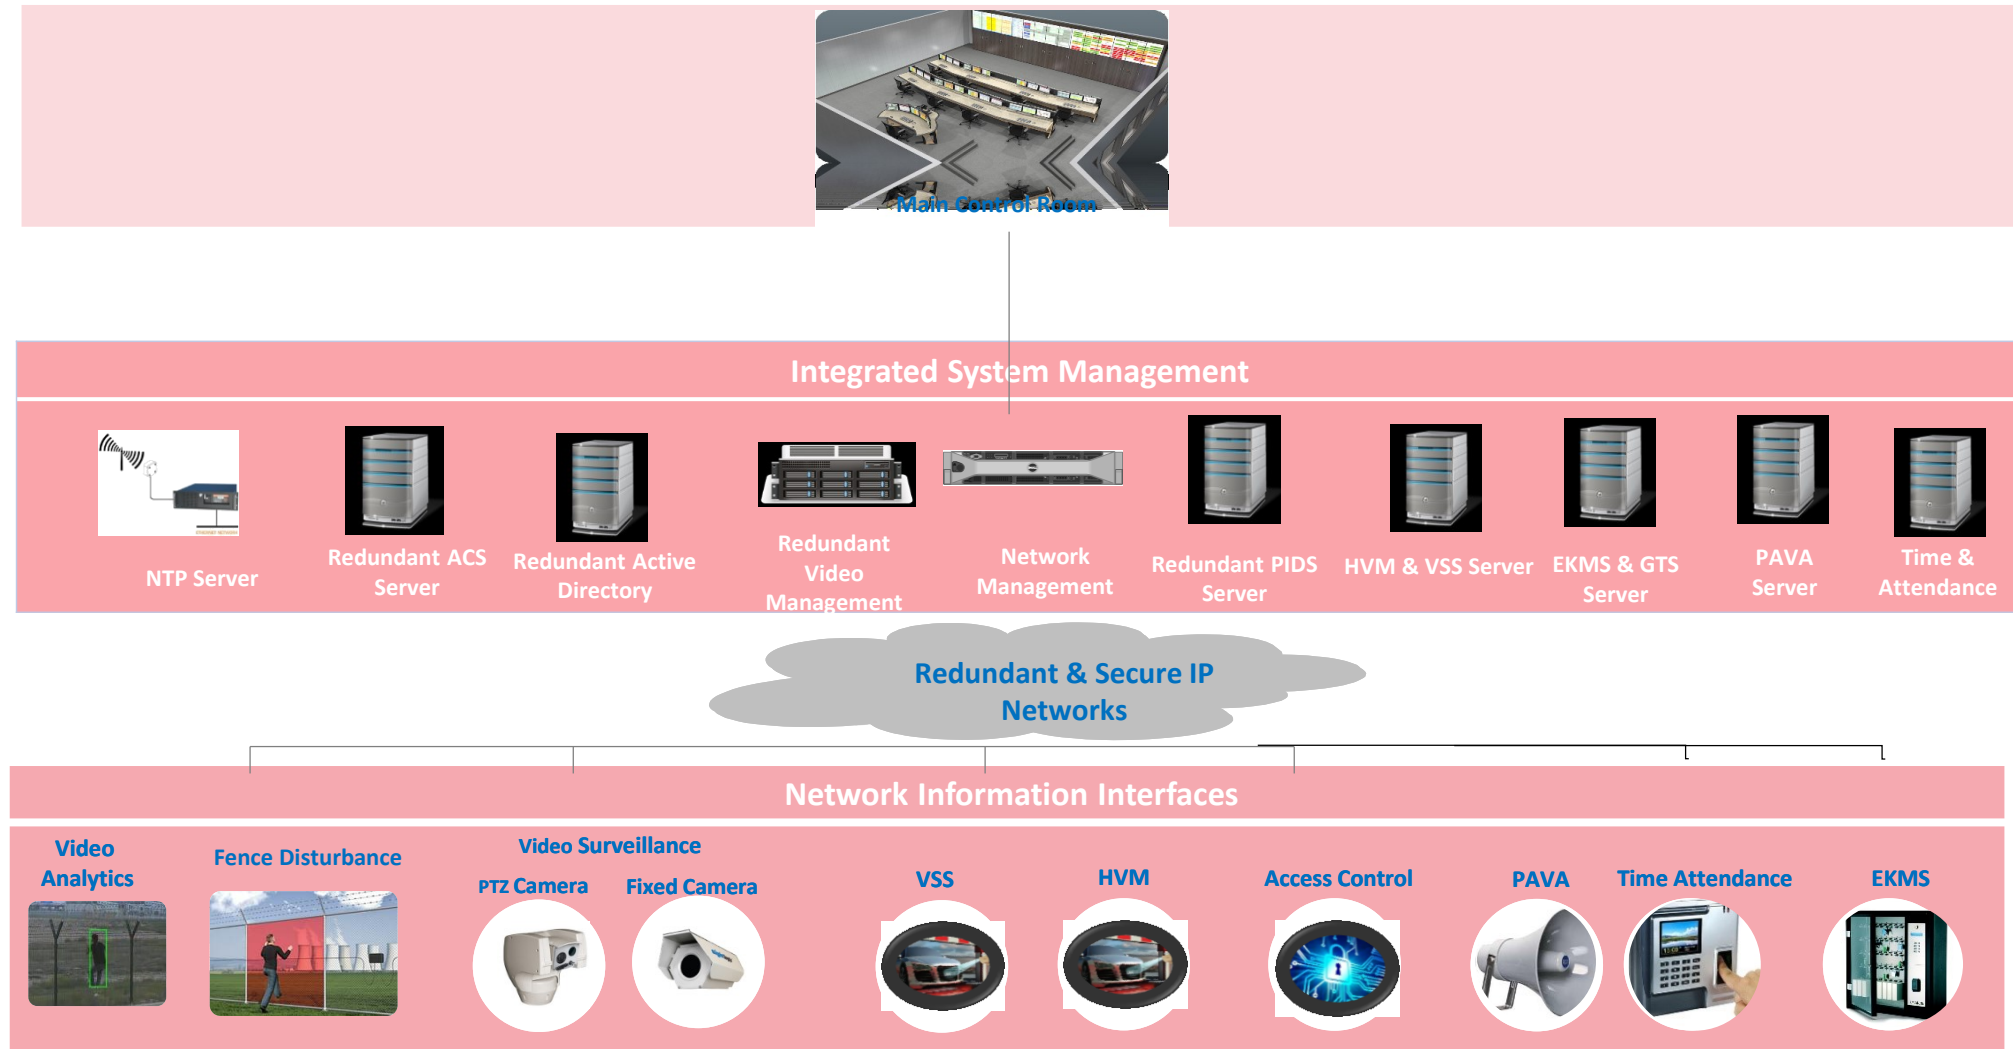 Main Control Room
Integrated System Management
NTP Server
Redundant ACS
Server
Redundant Active
Directory
Redundant
Video
Management
Network
Management
Redundant PIDS
Server
HVM & VSS Server
EKMS & GTS
Server
PAVA
Server
Time &
Attendance
Redundant & Secure IP
Networks
Network Information Interfaces
Video
Analytics
Fence Disturbance
Video Surveillance
PTZ Camera
Fixed Camera
VSS
HVM
Access Control
PAVA
Time Attendance
EKMS